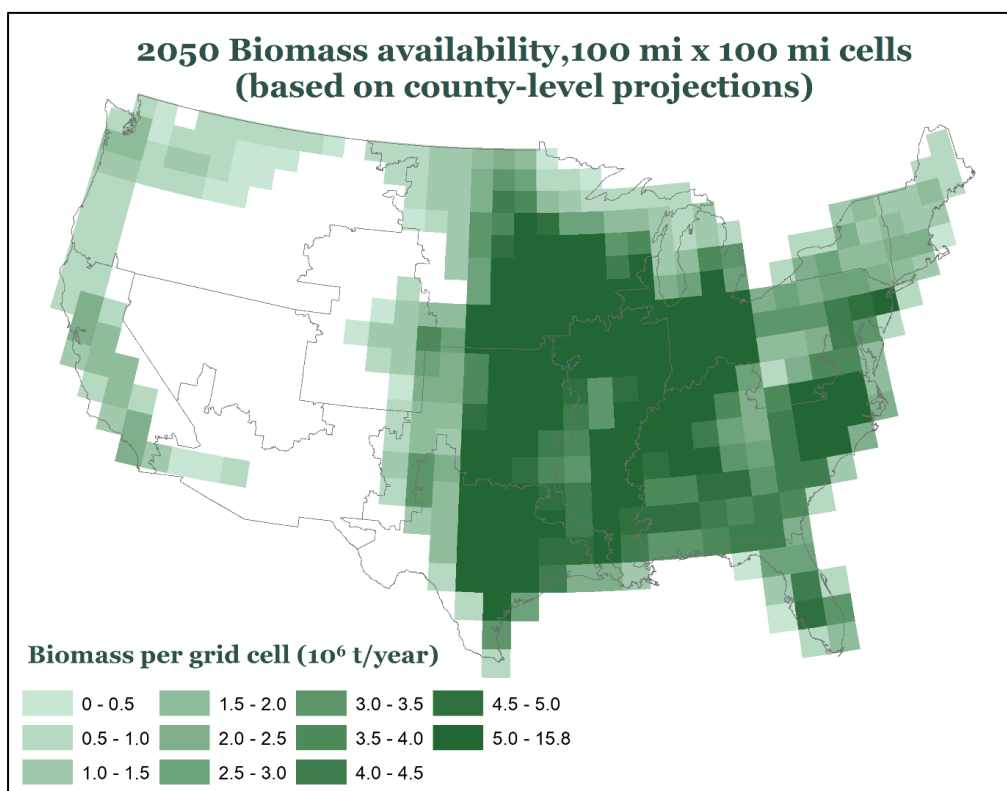 2050 Biomass availability,100 mi x 100 mi cells
(based on county-level projections)
Biomass per grid cell (10⁶ t/year)
0 - 0.5
0.5 - 1.0
1.0 - 1.5
1.5 - 2.0
2.0 - 2.5
2.5 - 3.0
3.0 - 3.5
3.5 - 4.0
4.0 - 4.5
4.5 - 5.0
5.0 - 15.8